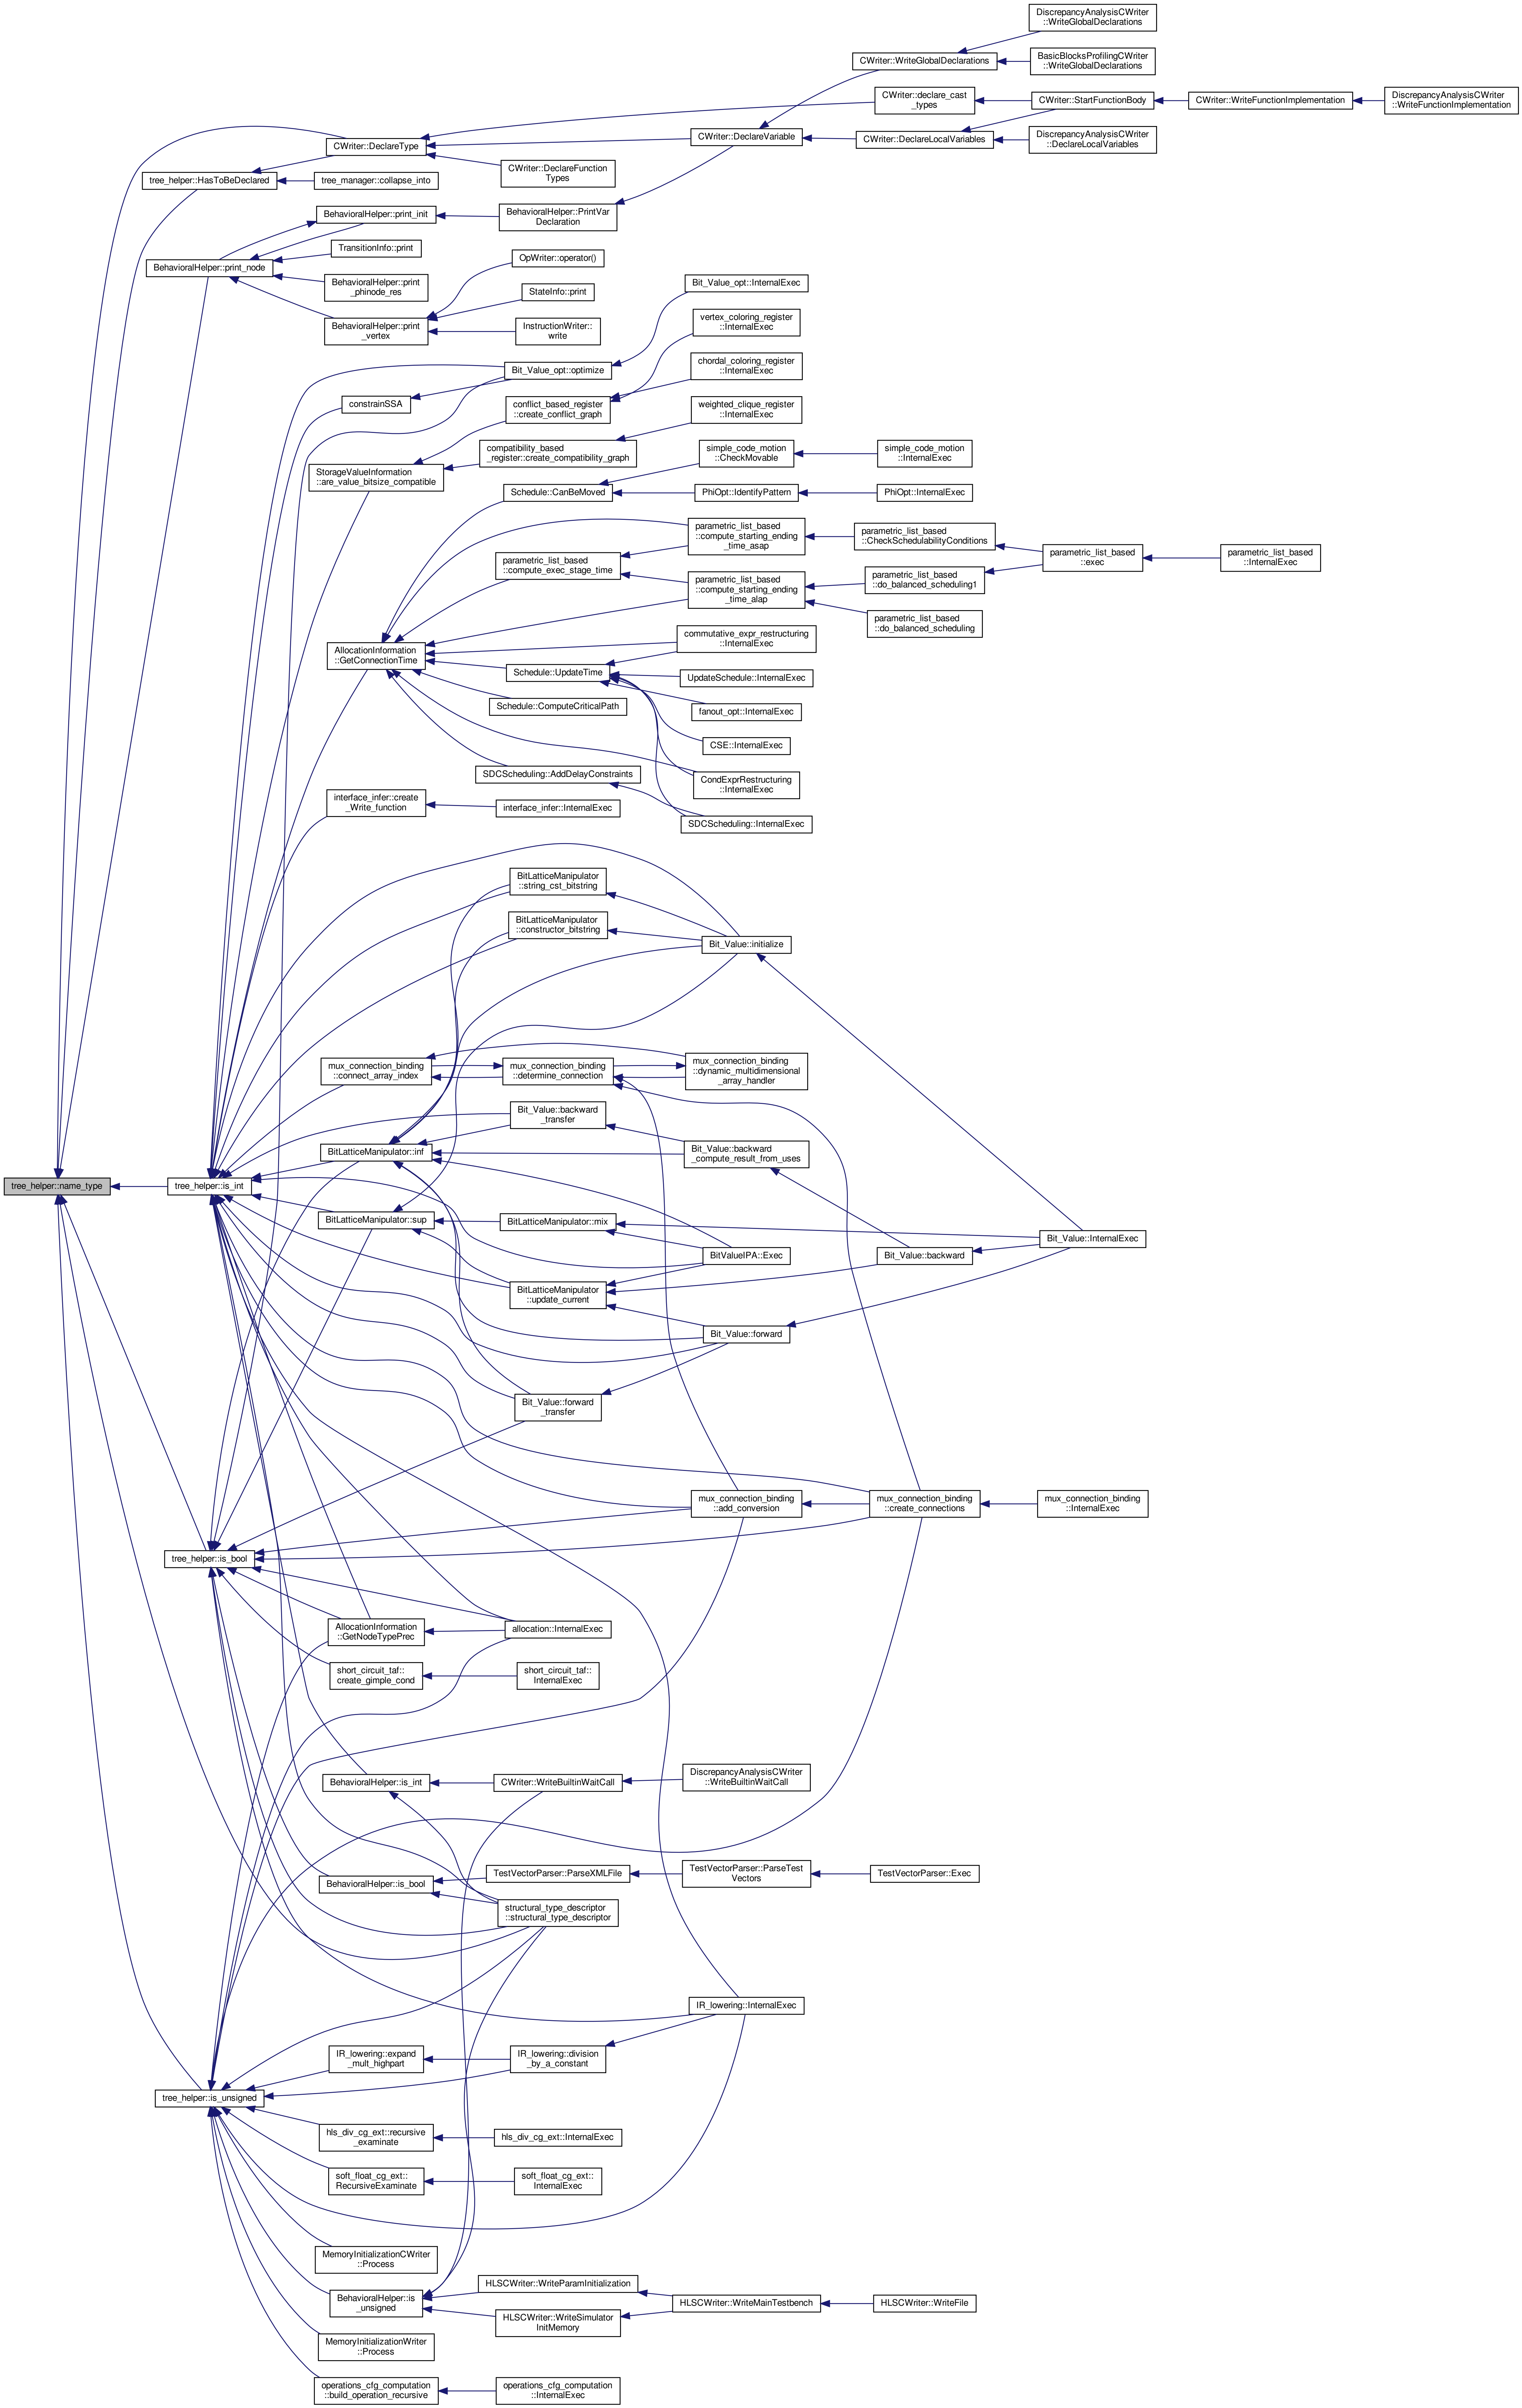 DiscrepancyAnalysisCWriter
::WriteGlobalDeclarations
CWriter::WriteGlobalDeclarations
BasicBlocksProfilingCWriter
::WriteGlobalDeclarations
CWriter::declare_cast
_types
CWriter::StartFunctionBody
CWriter::WriteFunctionImplementation
DiscrepancyAnalysisCWriter
::WriteFunctionImplementation
CWriter::DeclareType
CWriter::DeclareVariable
CWriter::DeclareLocalVariables
DiscrepancyAnalysisCWriter
::DeclareLocalVariables
CWriter::DeclareFunction
Types
tree_helper::HasToBeDeclared
tree_manager::collapse_into
BehavioralHelper::print_init
BehavioralHelper::PrintVar
Declaration
TransitionInfo::print
BehavioralHelper::print_node
OpWriter::operator()
BehavioralHelper::print
_phinode_res
StateInfo::print
BehavioralHelper::print
_vertex
InstructionWriter::
write
Bit_Value_opt::InternalExec
vertex_coloring_register
::InternalExec
Bit_Value_opt::optimize
chordal_coloring_register
::InternalExec
constrainSSA
conflict_based_register
::create_conflict_graph
weighted_clique_register
::InternalExec
compatibility_based
_register::create_compatibility_graph
StorageValueInformation
::are_value_bitsize_compatible
simple_code_motion
::CheckMovable
simple_code_motion
::InternalExec
Schedule::CanBeMoved
PhiOpt::IdentifyPattern
PhiOpt::InternalExec
parametric_list_based
::compute_starting_ending
_time_asap
parametric_list_based
::CheckSchedulabilityConditions
parametric_list_based
::exec
parametric_list_based
::InternalExec
parametric_list_based
::compute_exec_stage_time
parametric_list_based
::compute_starting_ending
_time_alap
parametric_list_based
::do_balanced_scheduling1
parametric_list_based
::do_balanced_scheduling
AllocationInformation
::GetConnectionTime
commutative_expr_restructuring
::InternalExec
Schedule::UpdateTime
UpdateSchedule::InternalExec
Schedule::ComputeCriticalPath
fanout_opt::InternalExec
CSE::InternalExec
SDCScheduling::AddDelayConstraints
CondExprRestructuring
::InternalExec
interface_infer::create
_Write_function
interface_infer::InternalExec
SDCScheduling::InternalExec
BitLatticeManipulator
::string_cst_bitstring
BitLatticeManipulator
::constructor_bitstring
Bit_Value::initialize
mux_connection_binding
::connect_array_index
mux_connection_binding
::determine_connection
mux_connection_binding
::dynamic_multidimensional
_array_handler
Bit_Value::backward
_transfer
BitLatticeManipulator::inf
Bit_Value::backward
_compute_result_from_uses
tree_helper::name_type
tree_helper::is_int
BitLatticeManipulator::sup
BitLatticeManipulator::mix
Bit_Value::InternalExec
BitValueIPA::Exec
Bit_Value::backward
BitLatticeManipulator
::update_current
Bit_Value::forward
Bit_Value::forward
_transfer
mux_connection_binding
::add_conversion
mux_connection_binding
::create_connections
mux_connection_binding
::InternalExec
tree_helper::is_bool
AllocationInformation
::GetNodeTypePrec
allocation::InternalExec
short_circuit_taf::
create_gimple_cond
short_circuit_taf::
InternalExec
BehavioralHelper::is_int
CWriter::WriteBuiltinWaitCall
DiscrepancyAnalysisCWriter
::WriteBuiltinWaitCall
BehavioralHelper::is_bool
TestVectorParser::ParseXMLFile
TestVectorParser::ParseTest
Vectors
TestVectorParser::Exec
structural_type_descriptor
::structural_type_descriptor
IR_lowering::InternalExec
IR_lowering::expand
_mult_highpart
IR_lowering::division
_by_a_constant
tree_helper::is_unsigned
hls_div_cg_ext::recursive
_examinate
hls_div_cg_ext::InternalExec
soft_float_cg_ext::
RecursiveExaminate
soft_float_cg_ext::
InternalExec
MemoryInitializationCWriter
::Process
BehavioralHelper::is
_unsigned
HLSCWriter::WriteParamInitialization
HLSCWriter::WriteMainTestbench
HLSCWriter::WriteFile
HLSCWriter::WriteSimulator
InitMemory
MemoryInitializationWriter
::Process
operations_cfg_computation
::build_operation_recursive
operations_cfg_computation
::InternalExec